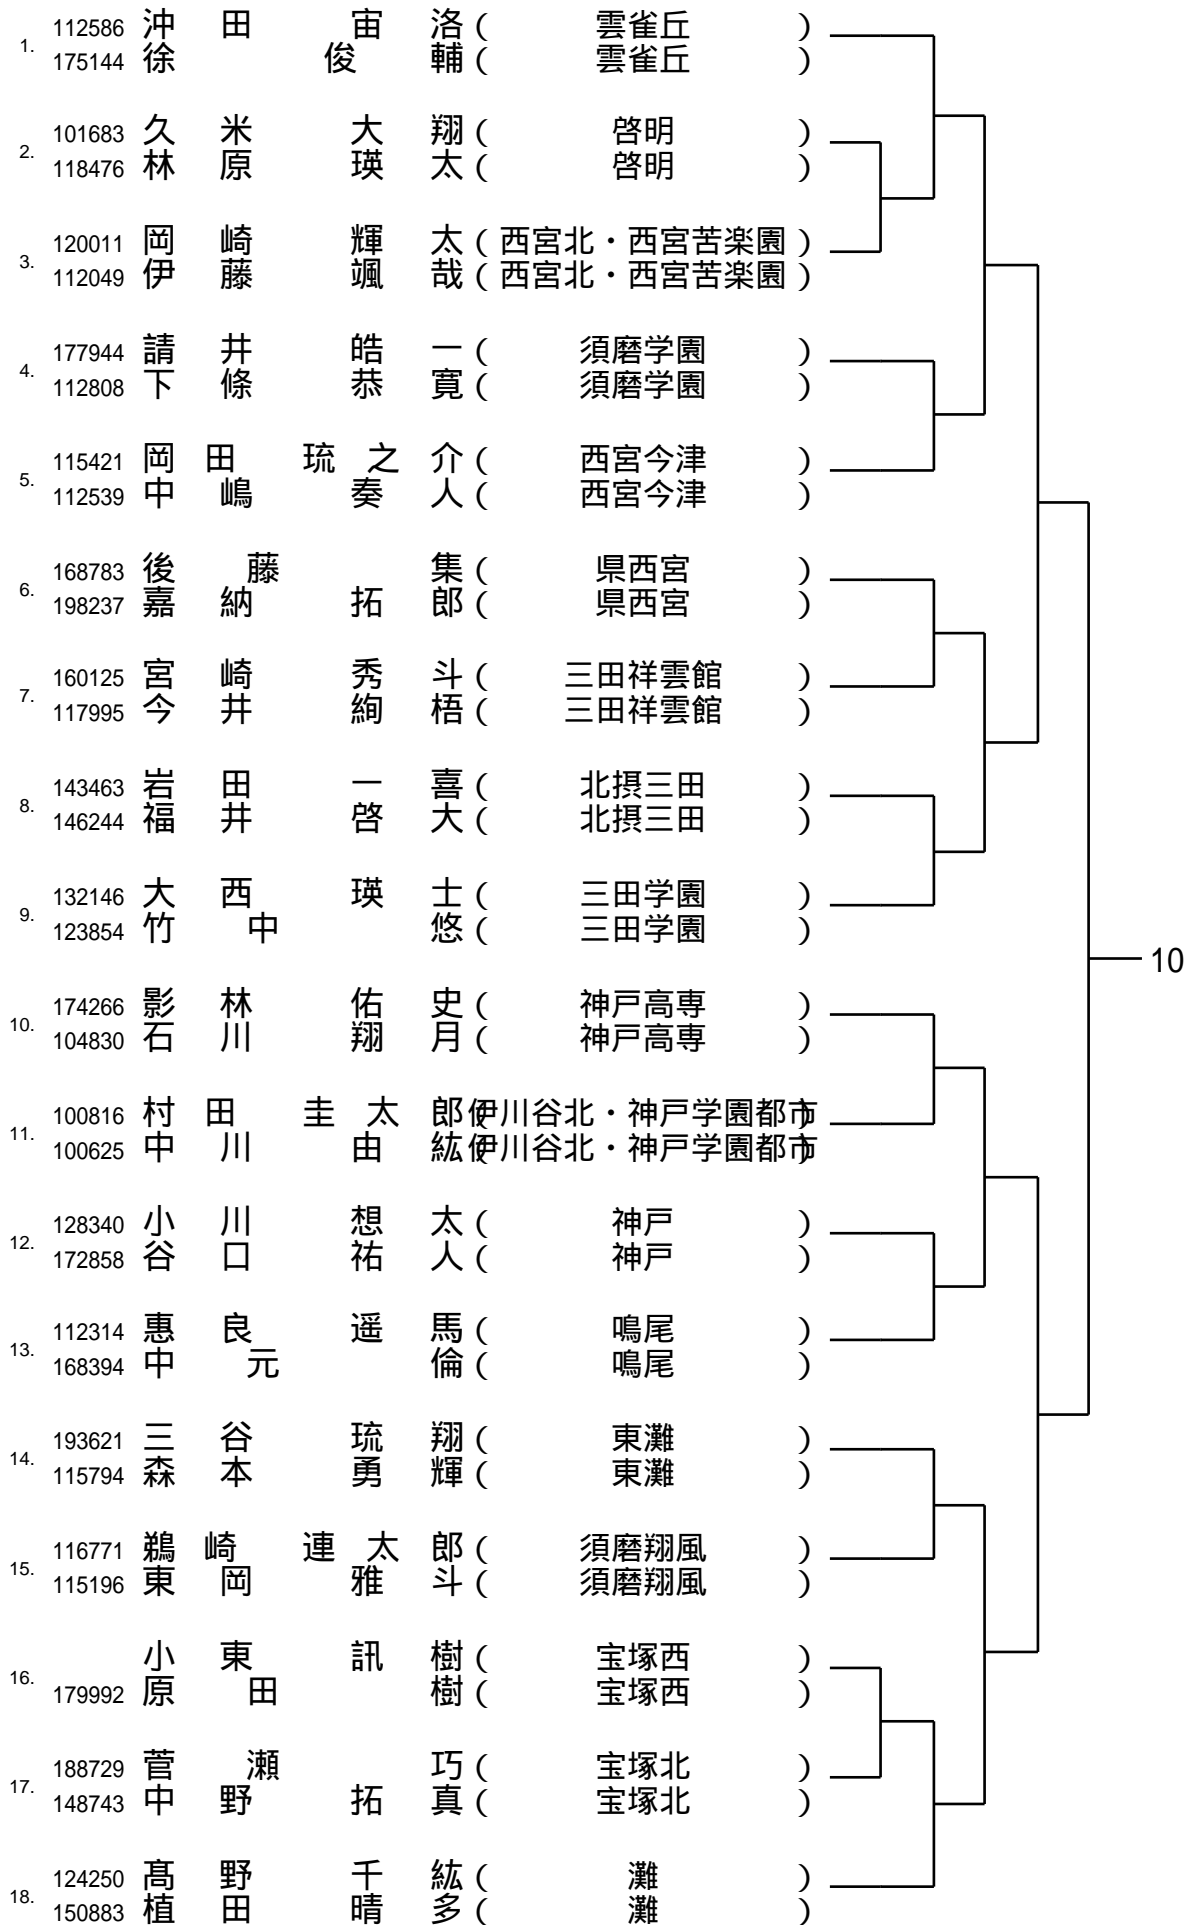 1. 112586 沖田 宙洛 ( 雲雀丘 )
175144 徐 俊輔 ( 雲雀丘 )
2. 101683 久米 大翔 ( 啓明 )
118476 林原 瑛太 ( 啓明 )
3. 120011 岡崎 輝太 ( 西宮北・西宮苦楽園 )
112049 伊藤 颯哉 ( 西宮北・西宮苦楽園 )
4. 177944 請井 皓一 ( 須磨学園 )
112808 下條 恭寛 ( 須磨学園 )
5. 115421 岡田 琉之介 ( 西宮今津 )
112539 中嶋 奏人 ( 西宮今津 )
6. 168783 後藤 集 ( 県西宮 )
198237 嘉納 拓郎 ( 県西宮 )
7. 160125 宮崎 秀斗 ( 三田祥雲館 )
117995 今井 絢梧 ( 三田祥雲館 )
8. 143463 岩田 一喜 ( 北摂三田 )
146244 福井 啓大 ( 北摂三田 )
9. 132146 大西 瑛士 ( 三田学園 )
123854 竹中 悠 ( 三田学園 )
10
10. 174266 影林 佑史 ( 神戸高専 )
104830 石川 翔月 ( 神戸高専 )
11. 100816 村田 圭太郎 ( 伊川谷北・神戸学園都市 )
100625 中川 由紘 ( 伊川谷北・神戸学園都市 )
12. 128340 小川 想太 ( 神戸 )
172858 谷口 祐人 ( 神戸 )
13. 112314 惠良 遥馬 ( 鳴尾 )
168394 中元 倫 ( 鳴尾 )
14. 193621 三谷 琉翔 ( 東灘 )
115794 森本 勇輝 ( 東灘 )
15. 116771 鵜崎 連太郎 ( 須磨翔風 )
115196 東岡 雅斗 ( 須磨翔風 )
16. 小東 訊樹 ( 宝塚西 )
179992 原田 樹 ( 宝塚西 )
17. 188729 菅瀬 巧 ( 宝塚北 )
148743 中野 拓真 ( 宝塚北 )
18. 124250 髙野 千紘 ( 灘 )
150883 植田 晴多 ( 灘 )